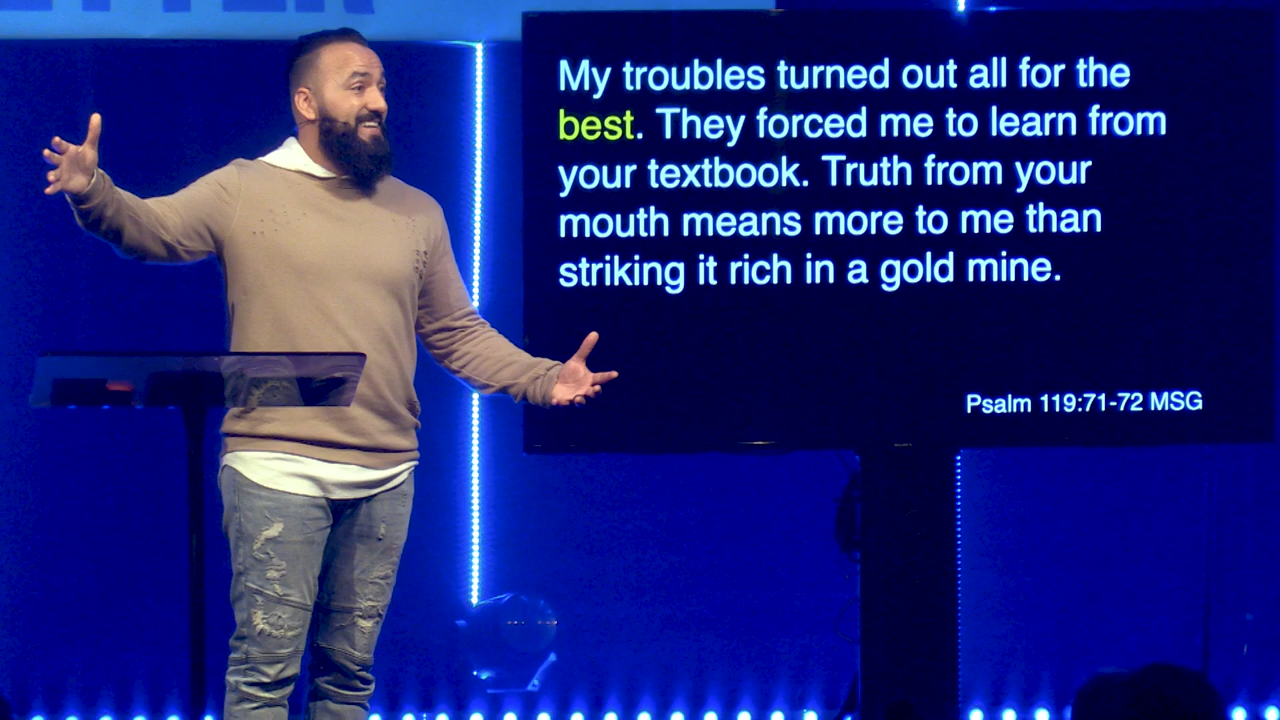 My troubles turned out all for the
best. They forced me to learn from
your textbook. Truth from your
mouth means more to me than
striking it rich in a gold mine.
Psalm 119:71-72 MSG